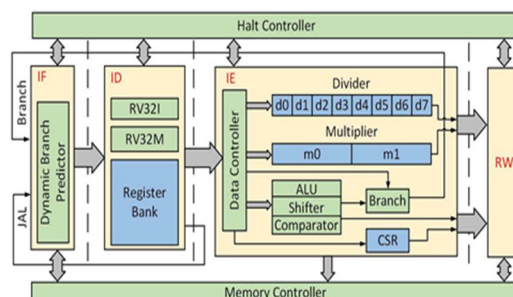 Halt Controller
IF
ID
IE
RW
Branch
JAL
Dynamic Branch
Predictor
RV32I
RV32M
Register
Bank
Data Controller
Divider
d0 d1 d2 d3 d4 d5 d6 d7
Multiplier
m0 m1
ALU
Shifter
Comparator
Branch
CSR
Memory Controller